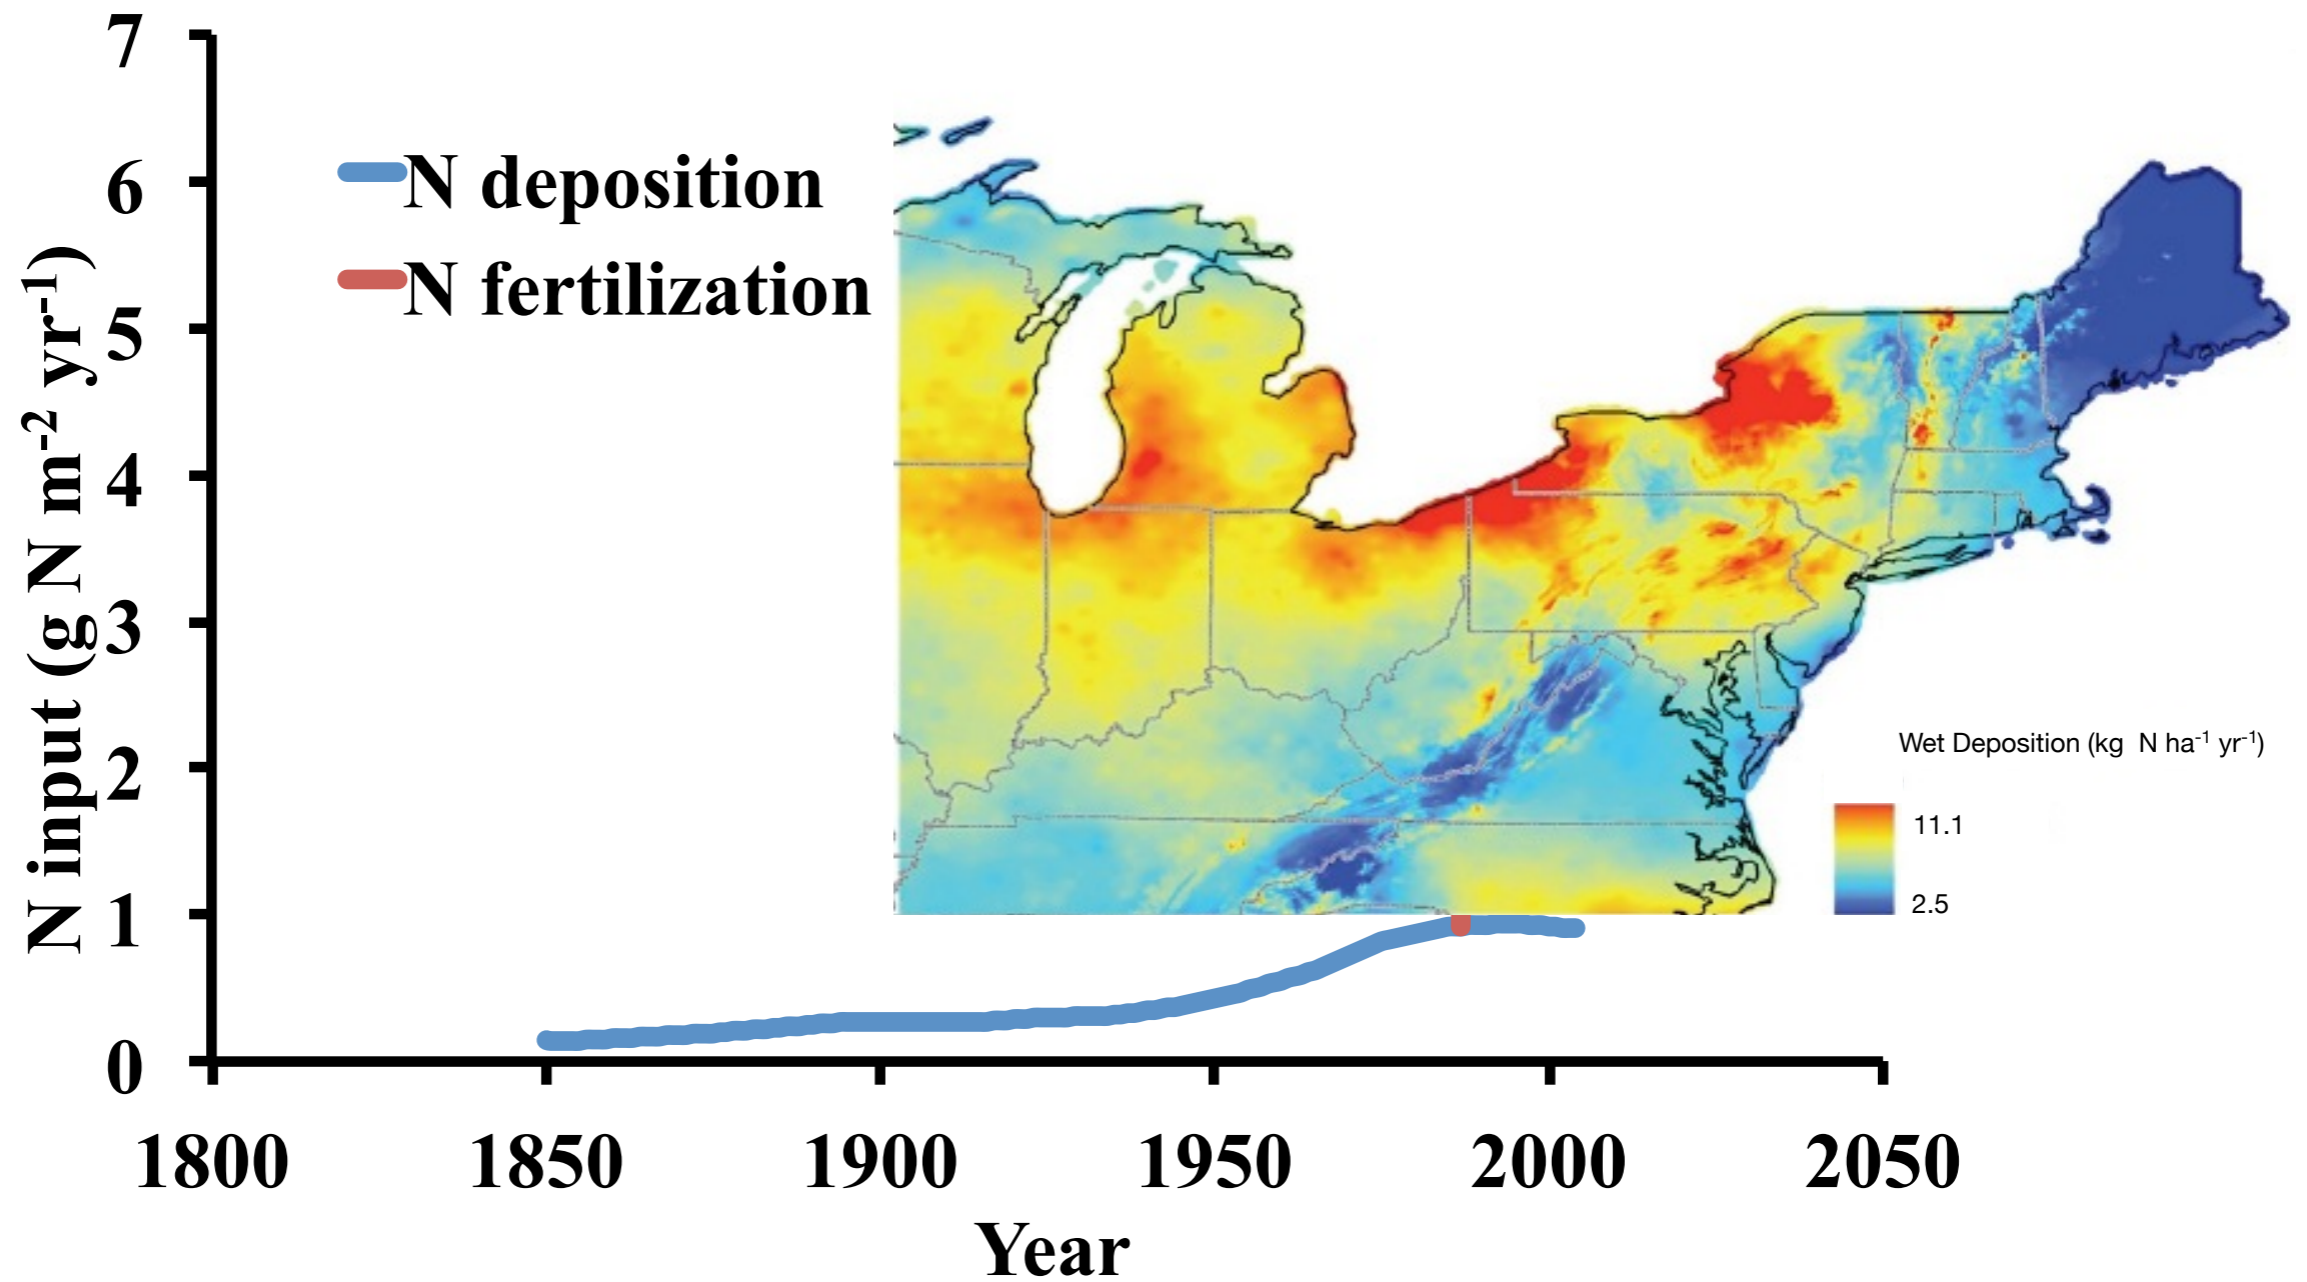 7
6
5
4
3
2
1
0
N input (g N m-2 yr-1)
N deposition
N fertilization
Wet Deposition (kg N ha-1 yr-1)
11.1
2.5
1800 1850 1900 1950 2000 2050
Year